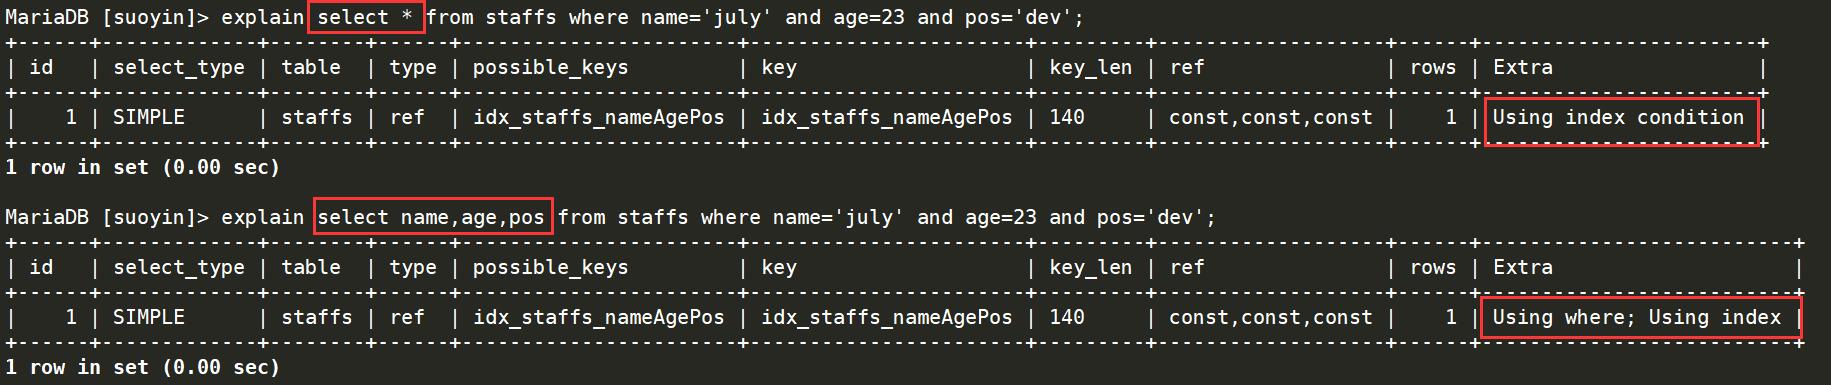 MariaDB [suoyin]> explain select * from staffs where name='july' and age=23 and pos='dev';
+------+-------------+--------+------+-----------------------+-----------------------+---------+-------------------+------+-----------------------+
| id   | select_type | table  | type | possible_keys         | key                   | key_len | ref               | rows | Extra                 |
+------+-------------+--------+------+-----------------------+-----------------------+---------+-------------------+------+-----------------------+
|    1 | SIMPLE      | staffs | ref  | idx_staffs_nameAgePos | idx_staffs_nameAgePos | 140     | const,const,const |    1 | Using index condition |
+------+-------------+--------+------+-----------------------+-----------------------+---------+-------------------+------+-----------------------+
1 row in set (0.00 sec)
MariaDB [suoyin]> explain select name,age,pos from staffs where name='july' and age=23 and pos='dev';
+------+-------------+--------+------+-----------------------+-----------------------+---------+-------------------+------+--------------------------+
| id   | select_type | table  | type | possible_keys         | key                   | key_len | ref               | rows | Extra                    |
+------+-------------+--------+------+-----------------------+-----------------------+---------+-------------------+------+--------------------------+
|    1 | SIMPLE      | staffs | ref  | idx_staffs_nameAgePos | idx_staffs_nameAgePos | 140     | const,const,const |    1 | Using where; Using index |
+------+-------------+--------+------+-----------------------+-----------------------+---------+-------------------+------+--------------------------+
1 row in set (0.00 sec)